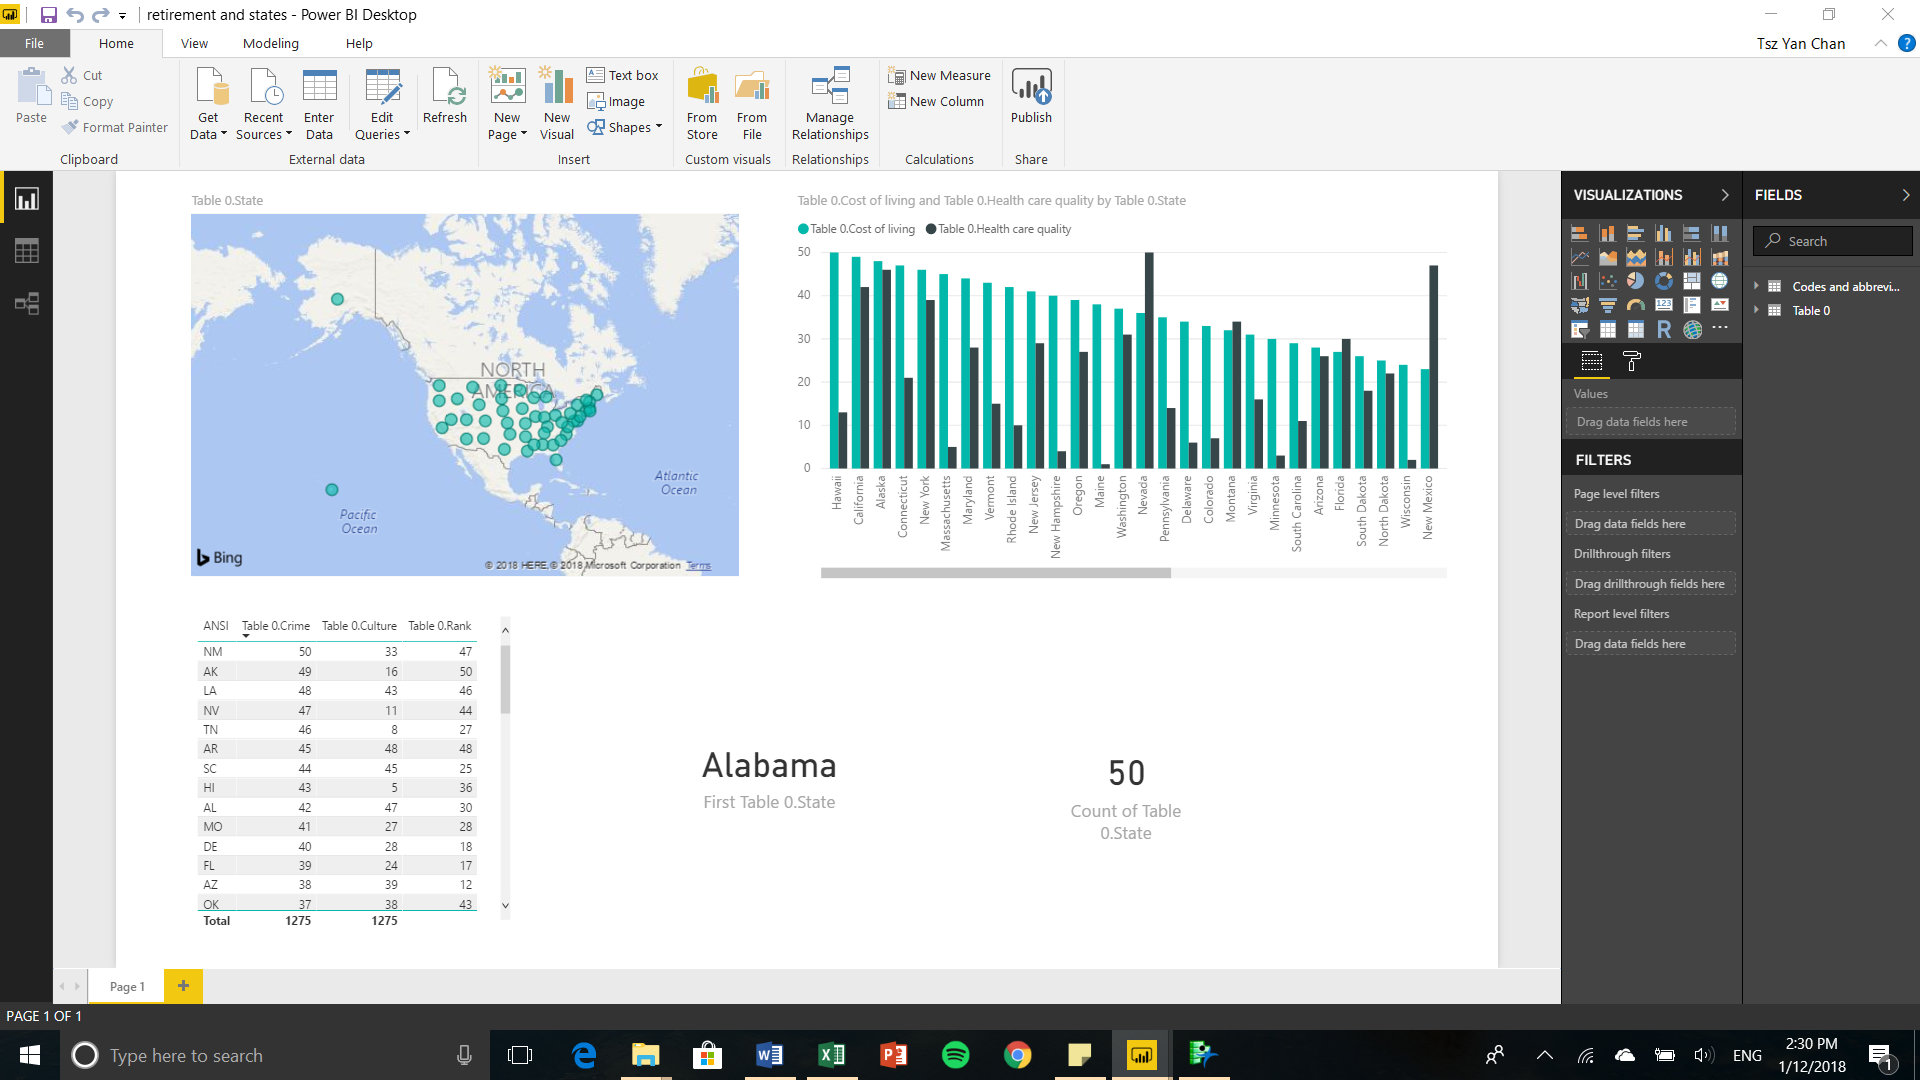 retirement and states - Power BI Desktop
File Home View Modeling Help
Tsz Yan Chan
Paste
Cut
Copy
Format Painter
Clipboard
Get Data
Recent Sources
Enter Data
Edit Queries
Refresh
External data
New Page
New Visual
Text box
Image
Shapes
Insert
From Store
From File
Custom visuals
Manage Relationships
Relationships
New Measure
New Column
Calculations
Publish
Share
Table 0.State
NORTH AMERICA
Atlantic Ocean
Pacific Ocean
Bing
© 2018 HERE, © 2018 Microsoft Corporation Terms
Table 0.Cost of living and Table 0.Health care quality by Table 0.State
Table 0.Cost of living Table 0.Health care quality
50
40
30
20
10
0
Hawaii
California
Alaska
Connecticut
New York
Massachusetts
Maryland
Vermont
Rhode Island
New Jersey
New Hampshire
Oregon
Maine
Washington
Nevada
Pennsylvania
Delaware
Colorado
Montana
Virginia
Minnesota
South Carolina
Arizona
Florida
South Dakota
North Dakota
Wisconsin
New Mexico
ANSI Table 0.Crime Table 0.Culture Table 0.Rank
NM 50 33 47
AK 49 16 50
LA 48 43 46
NV 47 11 44
TN 46 8 27
AR 45 48 48
SC 44 45 25
HI 43 5 36
AL 42 47 30
MO 41 27 28
DE 40 28 18
FL 39 24 17
AZ 38 39 12
OK 37 38 43
Total 1275 1275
Alabama
First Table 0.State
50
Count of Table
0.State
VISUALIZATIONS
Values
Drag data fields here
FILTERS
Page level filters
Drag data fields here
Drillthrough filters
Drag drillthrough fields here
Report level filters
Drag data fields here
FIELDS
Search
Codes and abbrevi...
Table 0
Page 1
PAGE 1 OF 1
Type here to search
ENG
2:30 PM
1/12/2018
1